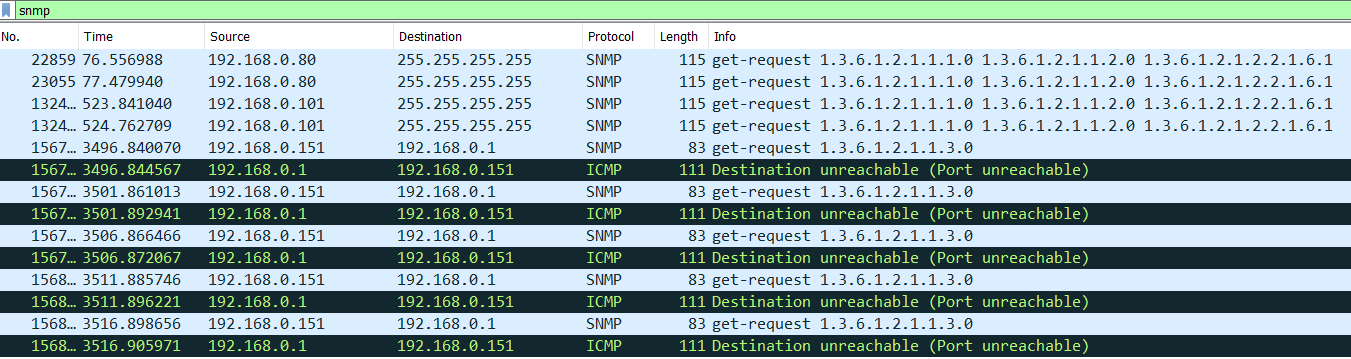 snmp
No. Time Source Destination Protocol Length Info
22859 76.556988 192.168.0.80 255.255.255.255 SNMP 115 get-request 1.3.6.1.2.1.1.1.0 1.3.6.1.2.1.1.2.0 1.3.6.1.2.1.2.2.1.6.1
23055 77.479940 192.168.0.80 255.255.255.255 SNMP 115 get-request 1.3.6.1.2.1.1.1.0 1.3.6.1.2.1.1.2.0 1.3.6.1.2.1.2.2.1.6.1
1324… 523.841040 192.168.0.101 255.255.255.255 SNMP 115 get-request 1.3.6.1.2.1.1.1.0 1.3.6.1.2.1.1.2.0 1.3.6.1.2.1.2.2.1.6.1
1324… 524.762709 192.168.0.101 255.255.255.255 SNMP 115 get-request 1.3.6.1.2.1.1.1.0 1.3.6.1.2.1.1.2.0 1.3.6.1.2.1.2.2.1.6.1
1567… 3496.840070 192.168.0.151 192.168.0.1 SNMP 83 get-request 1.3.6.1.2.1.1.3.0
1567… 3496.844567 192.168.0.1 192.168.0.151 ICMP 111 Destination unreachable (Port unreachable)
1567… 3501.861013 192.168.0.151 192.168.0.1 SNMP 83 get-request 1.3.6.1.2.1.1.3.0
1567… 3501.892941 192.168.0.1 192.168.0.151 ICMP 111 Destination unreachable (Port unreachable)
1567… 3506.866466 192.168.0.151 192.168.0.1 SNMP 83 get-request 1.3.6.1.2.1.1.3.0
1567… 3506.872067 192.168.0.1 192.168.0.151 ICMP 111 Destination unreachable (Port unreachable)
1568… 3511.885746 192.168.0.151 192.168.0.1 SNMP 83 get-request 1.3.6.1.2.1.1.3.0
1568… 3511.896221 192.168.0.1 192.168.0.151 ICMP 111 Destination unreachable (Port unreachable)
1568… 3516.898656 192.168.0.151 192.168.0.1 SNMP 83 get-request 1.3.6.1.2.1.1.3.0
1568… 3516.905971 192.168.0.1 192.168.0.151 ICMP 111 Destination unreachable (Port unreachable)